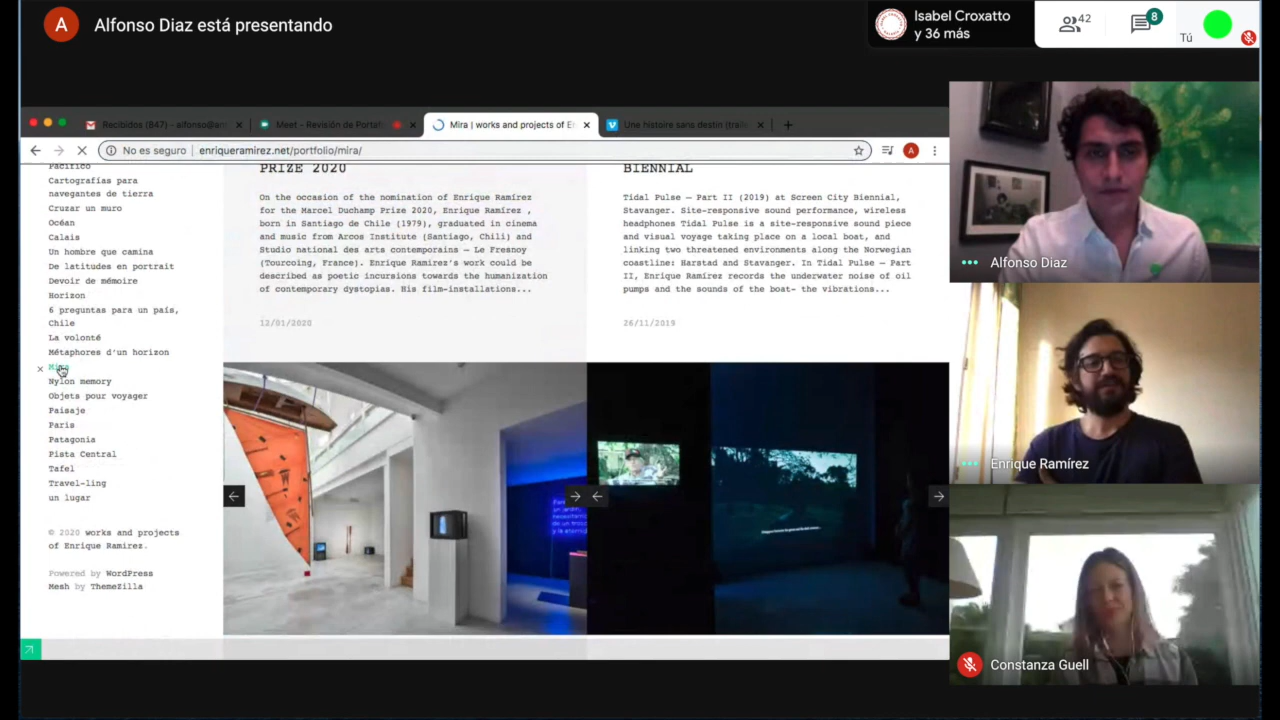 A
Alfonso Diaz está presentando
Isabel Croxatto
y 36 más
42
8
Tú
Recibidos (847) - alfonso@en
Meet - Revisión de Portaf
Mira | works and projects of E
Une histoire sans destin (trail
No es seguro
enriqueramirez.net/portfolio/mira/
A
Pacífico
Cartografías para
navegantes de tierra
Cruzar un muro
Océan
Calais
Un hombre que camina
De latitudes en portrait
Devoir de mémoire
Horizon
6 preguntas para un país,
Chile
La volonté
Métaphores d'un horizon
Mira
Nylon memory
Objets pour voyager
Paisaje
Paris
Patagonia
Pista Central
Tafel
Travel-ling
un lugar
© 2020 works and projects
of Enrique Ramírez.
Powered by WordPress
Mesh by ThemeZilla
PRIZE 2020
On the occasion of the nomination of Enrique Ramírez
for the Marcel Duchamp Prize 2020, Enrique Ramírez ,
born in Santiago de Chile (1979), graduated in cinema
and music from Arcos Institute (Santiago, Chili) and
Studio national des arts contemporains – Le Fresnoy
(Tourcoing, France). Enrique Ramírez's work could be
described as poetic incursions towards the humanization
of contemporary dystopias. His film-installations...
12/01/2020
BIENNIAL
Tidal Pulse – Part II (2019) at Screen City Biennial,
Stavanger. Site-responsive sound performance, wireless
headphones Tidal Pulse is a site-responsive sound piece
and visual voyage taking place on a local boat, and
linking two threatened environments along the Norwegian
coastline: Harstad and Stavanger. In Tidal Pulse – Part
II, Enrique Ramírez records the underwater noise of oil
pumps and the sounds of the boat- the vibrations...
26/11/2019
Alfonso Diaz
Enrique Ramírez
Constanza Guell